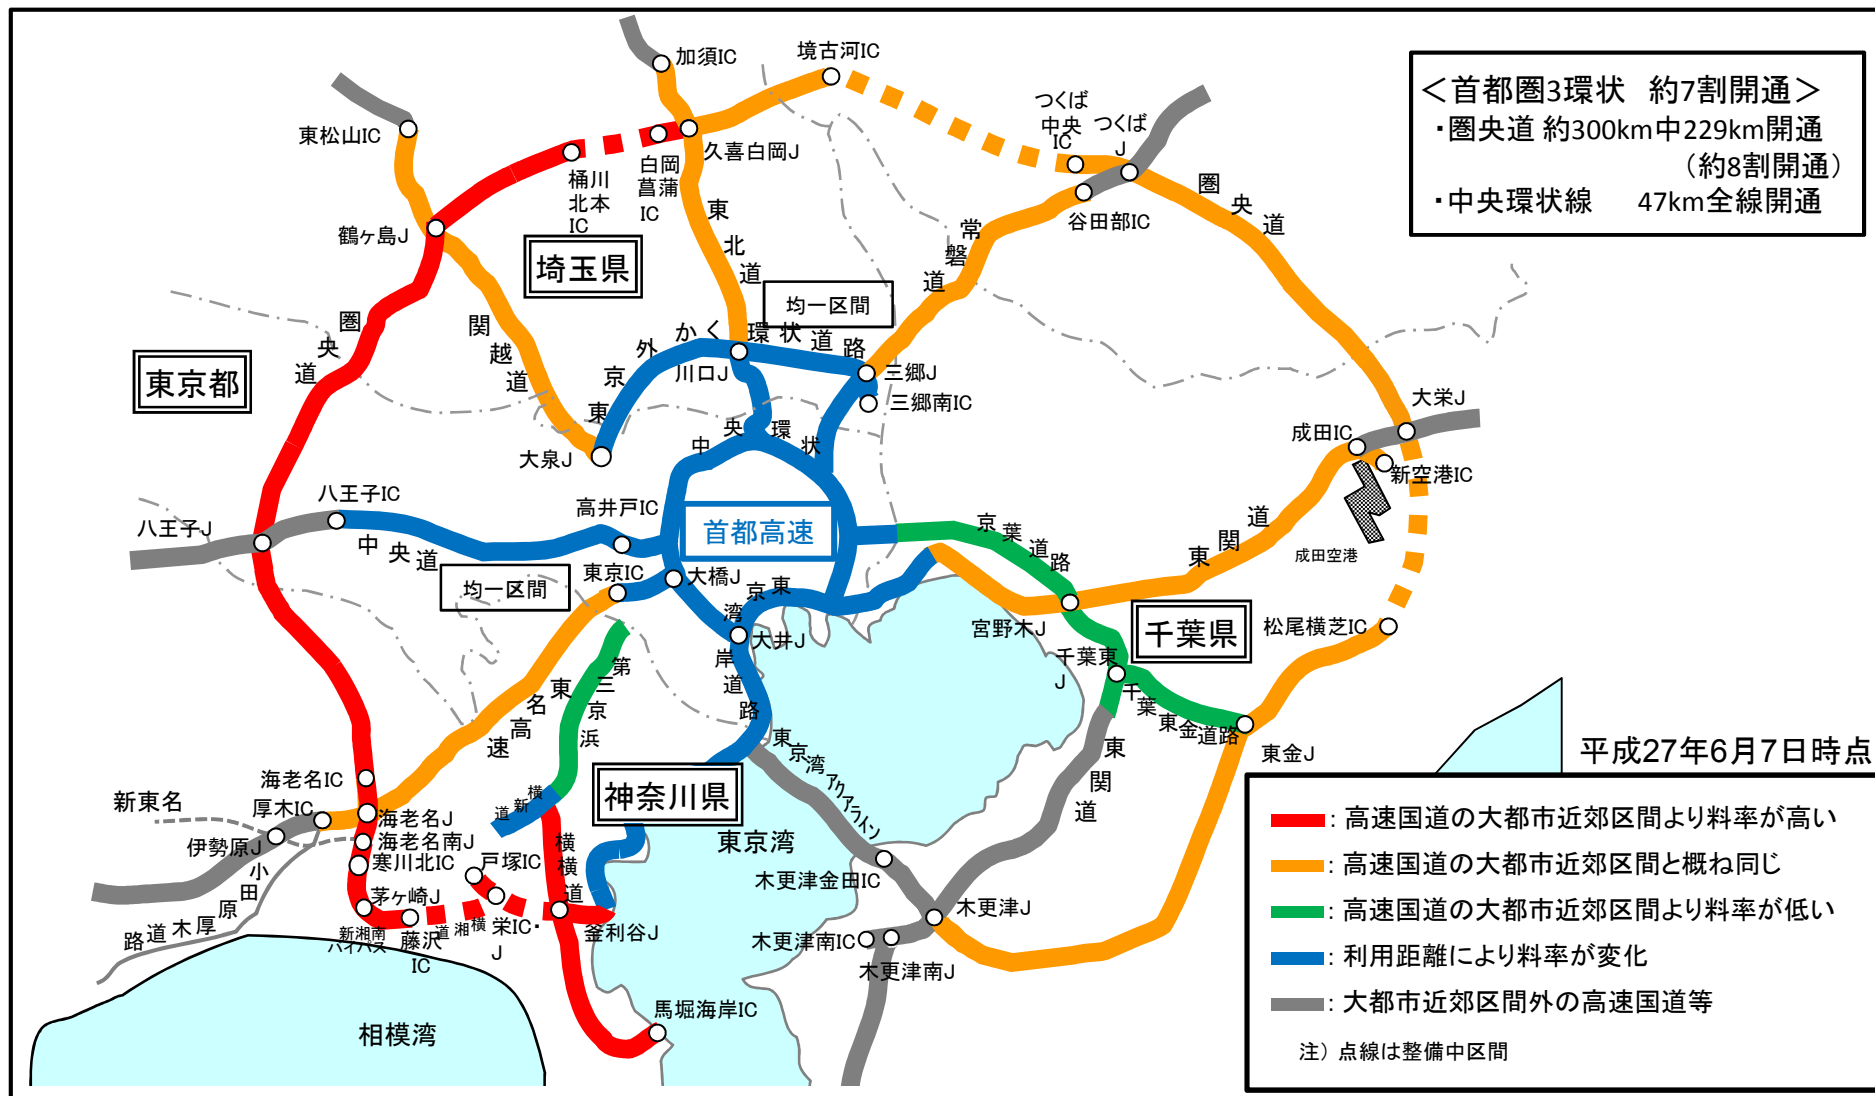 ＜首都圏3環状　約7割開通＞
・圏央道 約300km中229km開通
（約8割開通）
・中央環状線　47km全線開通
加須IC
境古河IC
東松山IC
つくば
中央
IC
つくば
J
久喜白岡J
白岡
菖蒲
IC
桶川
北本
IC
谷田部IC
鶴ヶ島J
埼玉県
東北道
常磐道
圏央道
均一区間
関越道
圏央道
東京外かく環状道路
東京都
川口J
三郷J
三郷南IC
大栄J
成田IC
新空港IC
大泉J
中央環状
八王子IC
八王子J
高井戸IC
首都高速
中央道
京葉道路
東関道
成田空港
均一区間
東京IC
大橋J
東京湾岸道路
大井J
宮野木J
千葉県
松尾横芝IC
千葉東
J
千葉東金道路
東金J
第三京浜
東名高速
東京湾アクアライン
東関道
平成27年6月7日時点
海老名IC
新東名
厚木IC
海老名J
伊勢原J
海老名南J
寒川北IC
戸塚IC
横新道
神奈川県
横横道
東京湾
木更津金田IC
小田原厚木道路
茅ヶ崎J
新湘南
バイパス
藤沢
IC
横湘道
栄IC・
J
釜利谷J
木更津J
木更津南IC
木更津南J
馬堀海岸IC
相模湾
：高速国道の大都市近郊区間より料率が高い
：高速国道の大都市近郊区間と概ね同じ
：高速国道の大都市近郊区間より料率が低い
：利用距離により料率が変化
：大都市近郊区間外の高速国道等
注）点線は整備中区間